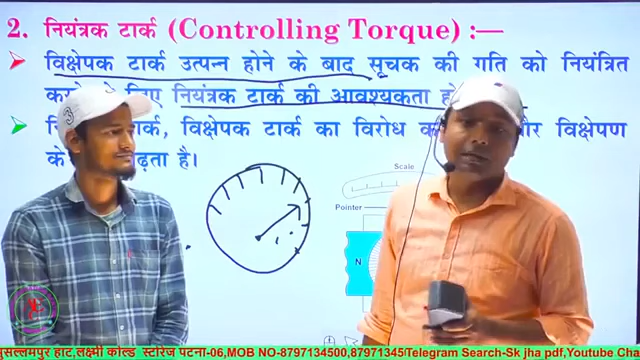 2. नियंत्रक टार्क (Controlling Torque) :—
विक्षेपक टार्क उत्पन्न होने के बाद सूचक की गति को नियंत्रित
लिए नियंत्रक टार्क की आवश्यकता
टार्क, विक्षेपक टार्क का विरोध और विक्षेपण
के
है।
Scale
Pointer
N
मुसल्लमपुर हाट,लक्ष्मी कोल्ड स्टोरेज पटना-06,MOB NO-8797134500,87971345 Telegram Search-Sk jha pdf,Youtube Cha